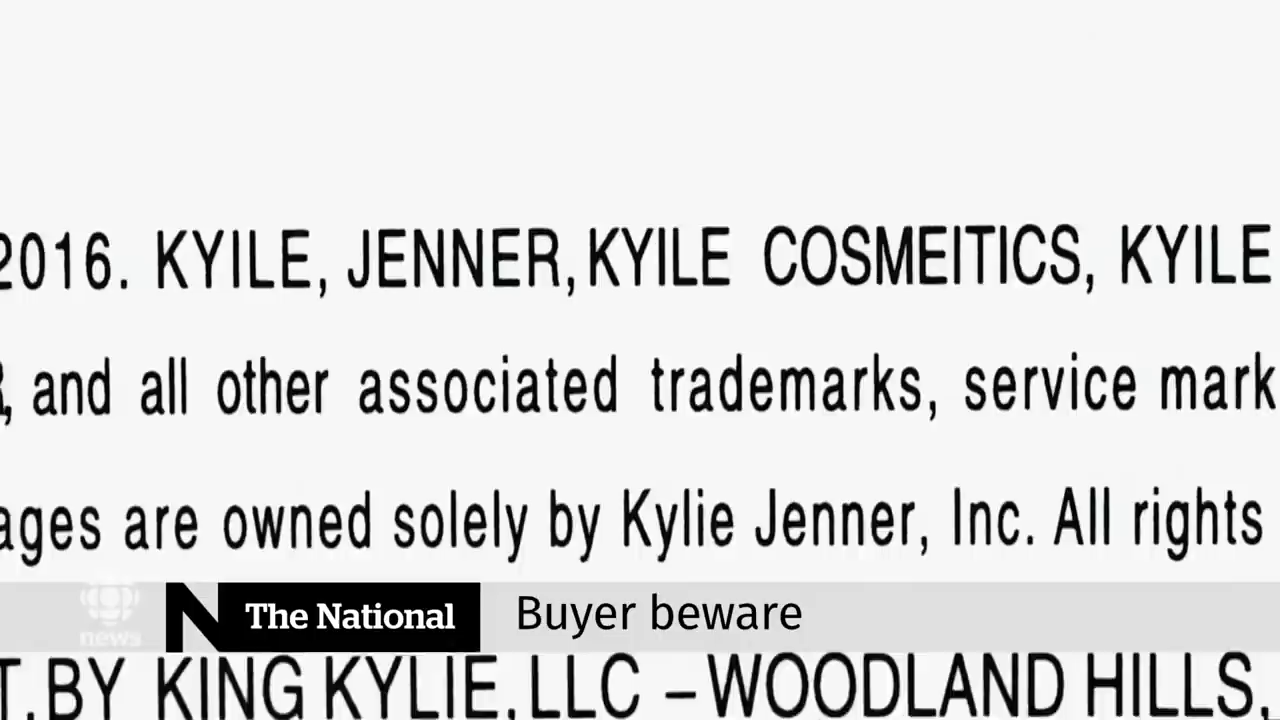 2016. KYILE, JENNER, KYILE COSMEITICS, KYILE
, and all other associated trademarks, service mark
ages are owned solely by Kylie Jenner, Inc. All rights
news
The National
Buyer beware
T. BY KING KYLIE, LLC – WOODLAND HILLS,